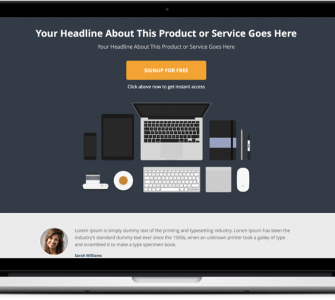 Your Headline About This Product or Service Goes Here
Your Headline About This Product or Service Goes Here
SIGNUP FOR FREE
Click above now to get instant access
Lorem Ipsum is simply dummy text of the printing and typesetting industry. Lorem Ipsum has been the
industry's standard dummy text ever since the 1500s, when an unknown printer took a galley of type
and scrambled it to make a type specimen book.
Sarah Williams